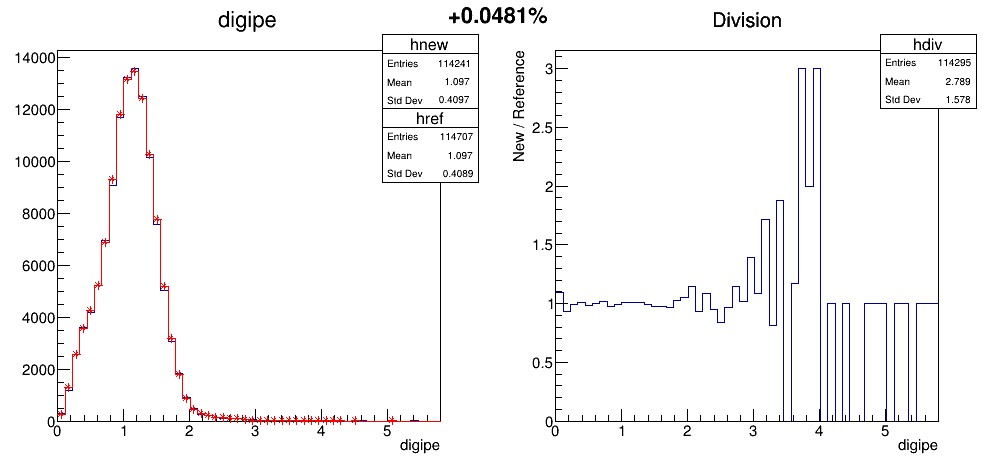 +0.0481%
digipe
hnew
Entries 114241
Mean 1.097
Std Dev 0.4097
href
Entries 114707
Mean 1.097
Std Dev 0.4089
14000
12000
10000
8000
6000
4000
2000
0
0 1 2 3 4 5
digipe
Division
hdiv
Entries 114295
Mean 2.789
Std Dev 1.578
New / Reference
3
2.5
2
1.5
1
0.5
0
0 1 2 3 4 5
digipe